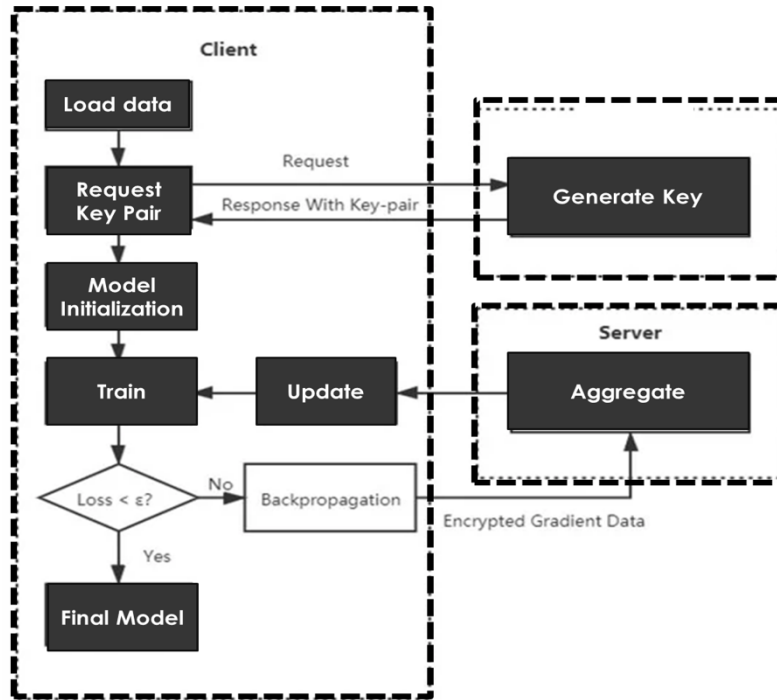 Client
Load data
Request
Key Pair
Request
Response With Key-pair
Generate Key
Model
Initialization
Server
Train
Update
Aggregate
Loss < ε?
No
Backpropagation
Encrypted Gradient Data
Yes
Final Model